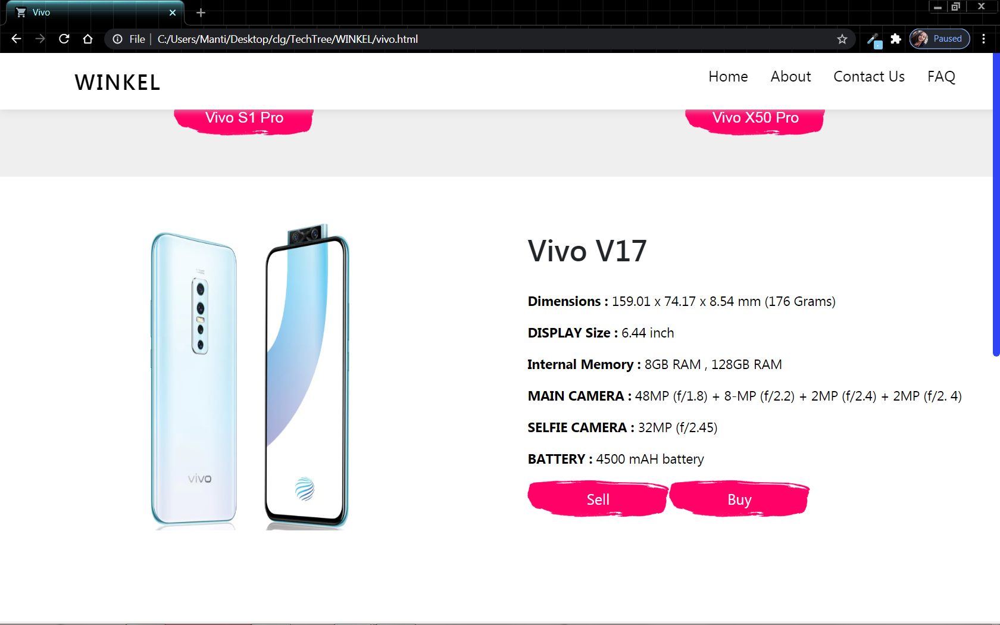 Vivo
File
C:/Users/Manti/Desktop/clg/TechTree/WINKEL/vivo.html
Paused
WINKEL
Home About Contact Us FAQ
Vivo S1 Pro
Vivo X50 Pro
Vivo V17
Dimensions : 159.01 x 74.17 x 8.54 mm (176 Grams)
DISPLAY Size : 6.44 inch
Internal Memory : 8GB RAM , 128GB RAM
MAIN CAMERA : 48MP (f/1.8) + 8-MP (f/2.2) + 2MP (f/2.4) + 2MP (f/2. 4)
SELFIE CAMERA : 32MP (f/2.45)
BATTERY : 4500 mAH battery
vivo
Sell
Buy